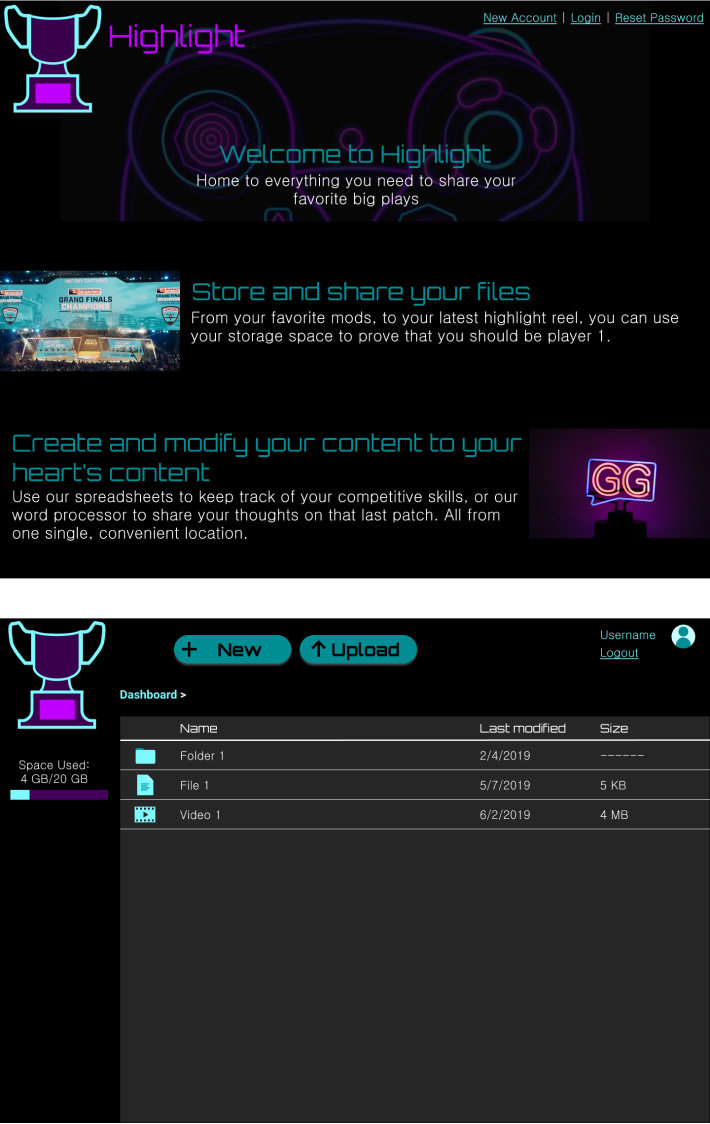 Highlight
New Account | Login | Reset Password
Welcome to Highlight
Home to everything you need to share your
favorite big plays
GRAND FINALS
CHAMPIONS
Store and share your files
From your favorite mods, to your latest highlight reel, you can use
your storage space to prove that you should be player 1.
Create and modify your content to your
heart's content
Use our spreadsheets to keep track of your competitive skills, or our
word processor to share your thoughts on that last patch. All from
one single, convenient location.
GG
+ New
↑ Upload
Username
Logout
Dashboard >
Name Last modified Size
Folder 1 2/4/2019 ------
File 1 5/7/2019 5 KB
Video 1 6/2/2019 4 MB
Space Used:
4 GB/20 GB